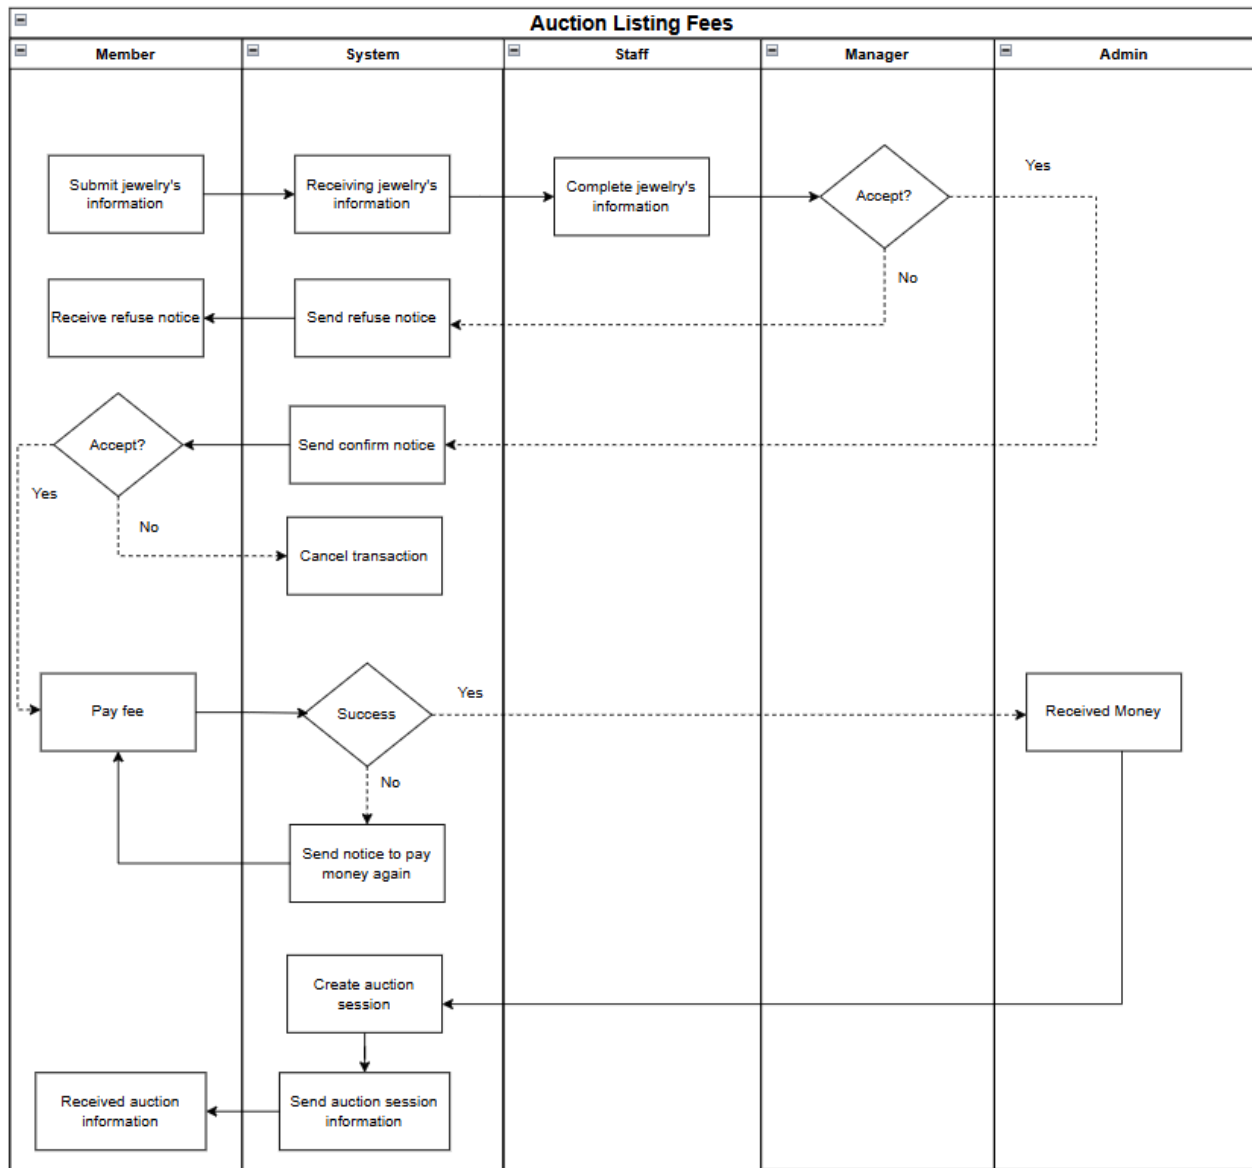 Auction Listing Fees
Member
System
Staff
Manager
Admin
Submit jewelry's
information
Receiving jewelry's
information
Complete jewelry's
information
Accept?
Yes
No
Receive refuse notice
Send refuse notice
Accept?
Send confirm notice
Yes
No
Cancel transaction
Pay fee
Success
Yes
Received Money
No
Send notice to pay
money again
Create auction
session
Received auction
information
Send auction session
information